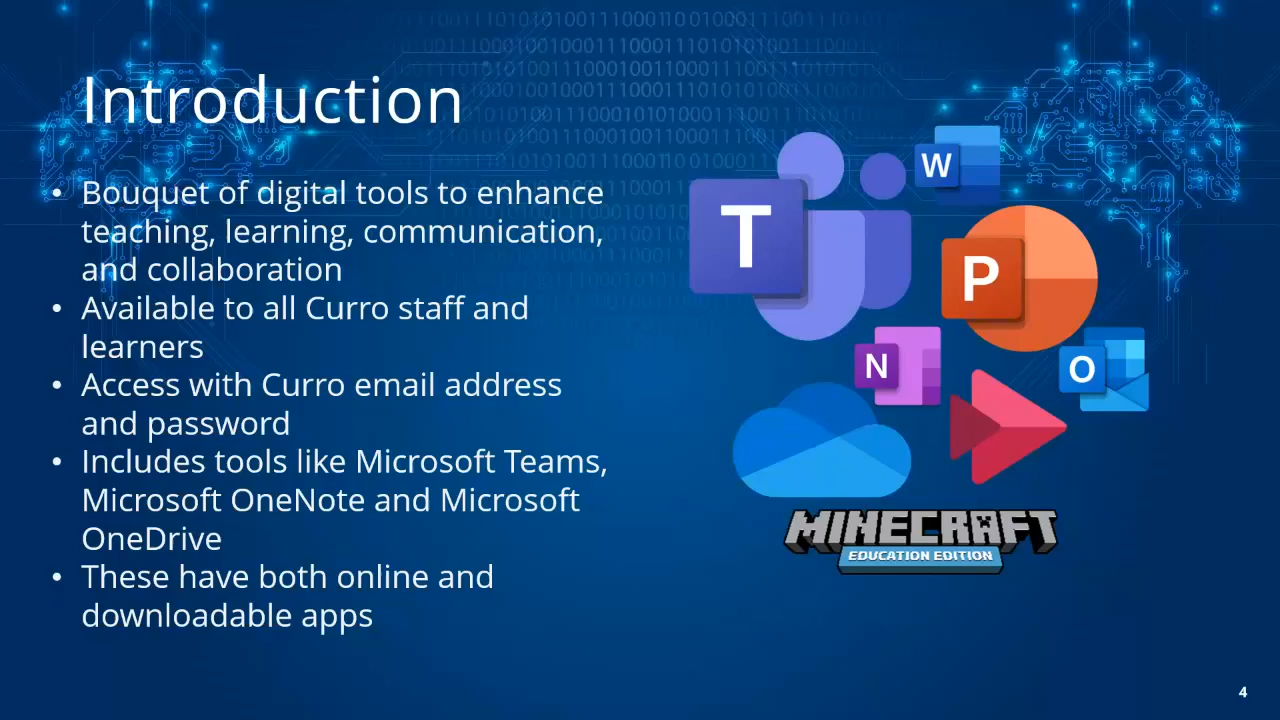 Introduction
• Bouquet of digital tools to enhance
teaching, learning, communication,
and collaboration
• Available to all Curro staff and
learners
• Access with Curro email address
and password
• Includes tools like Microsoft Teams,
Microsoft OneNote and Microsoft
OneDrive
• These have both online and
downloadable apps
T
W
P
N
O
MINECRAFT
EDUCATION EDITION
4